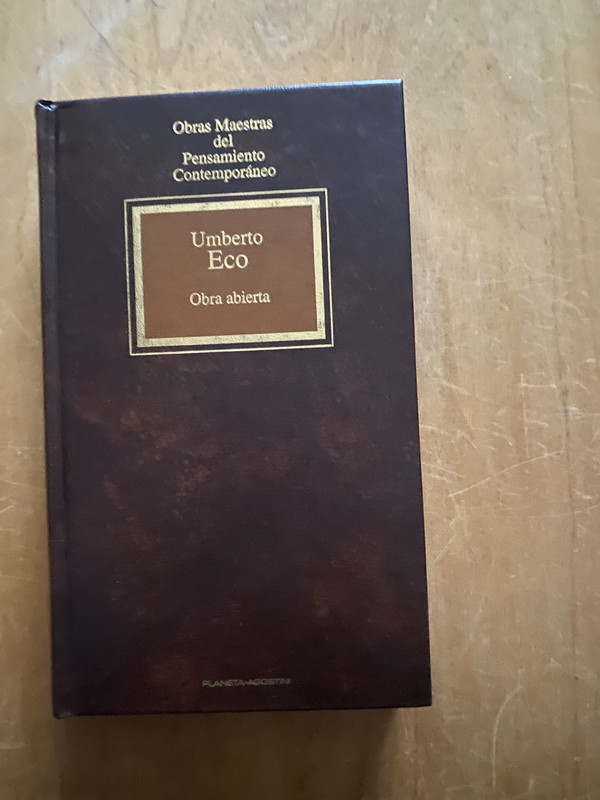 Obras Maestras
del
Pensamiento
Contemporáneo
Umberto
Eco
Obra abierta
PLANETA-AGOSTINI